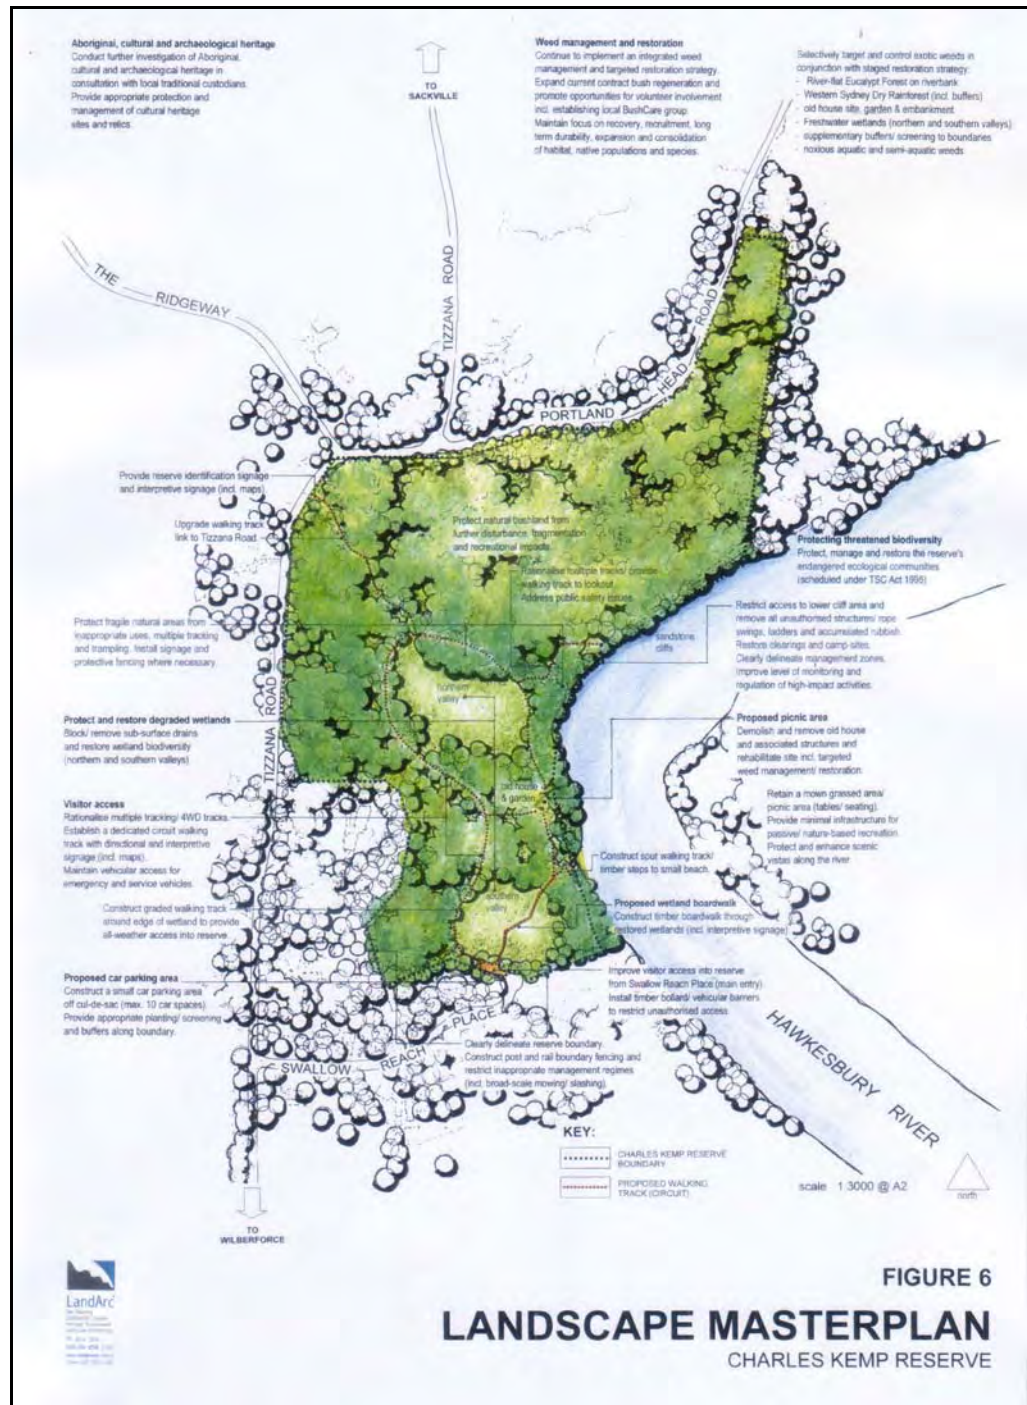 Aboriginal, cultural and archaeological heritage
Conduct further investigation of Aboriginal,
cultural and archaeological heritage in
consultation with local traditional custodians.
Provide appropriate protection and
management of cultural heritage
sites and relics.
TO
SACKVILLE
Weed management and restoration
Continue to implement an integrated weed
management and targeted restoration strategy.
Expand current contract bush regeneration and
promote opportunities for volunteer involvement
incl. establishing local BushCare group.
Maintain focus on recovery, recruitment, long
term durability, expansion and consolidation
of habitat, native populations and species.
Selectively target and control exotic weeds in
conjunction with staged restoration strategy:
- River-flat Eucalypt Forest on riverbank
- Western Sydney Dry Rainforest (incl. buffers)
- old house site, garden & embankment
- Freshwater wetlands (northern and southern valleys)
- supplementary buffers/ screening to boundaries
- noxious aquatic and semi-aquatic weeds
THE RIDGEWAY
TIZZANA ROAD
PORTLAND HEAD ROAD
Provide reserve identification signage
and interpretive signage (incl. maps).
Upgrade walking track
link to Tizzana Road.
Protect natural bushland from
further disturbance, fragmentation
and recreational impacts.
Rationalise multiple tracks/ provide
walking track to lookout.
Address public safety issues.
Protecting threatened biodiversity
Protect, manage and restore the reserve's
endangered ecological communities
(scheduled under TSC Act 1995)
Protect fragile natural areas from
inappropriate uses, multiple tracking
and trampling. Install signage and
protective fencing where necessary.
sandstone
cliffs
Restrict access to lower cliff area and
remove all unauthorised structures/ rope
swings, ladders and accumulated rubbish.
Restore clearings and camp-sites.
Clearly delineate management zones.
Improve level of monitoring and
regulation of high-impact activities.
northern
valley
TIZZANA ROAD
Protect and restore degraded wetlands
Block/ remove sub-surface drains
and restore wetland biodiversity
(northern and southern valleys)
Proposed picnic area
Demolish and remove old house
and associated structures and
rehabilitate site incl. targeted
weed management/ restoration.
old house
& garden
Retain a mown grassed area/
picnic area (tables/ seating).
Provide minimal infrastructure for
passive/ nature-based recreation.
Protect and enhance scenic
vistas along the river
Visitor access
Rationalise multiple tracking/ 4WD tracks.
Establish a dedicated circuit walking
track with directional and interpretive
signage (incl. maps).
Maintain vehicular access for
emergency and service vehicles.
Construct spur walking track/
timber steps to small beach.
southern
valley
Construct graded walking track
around edge of wetland to provide
all-weather access into reserve.
Proposed wetland boardwalk
Construct timber boardwalk through
restored wetlands (incl. interpretive signage)
Proposed car parking area
Construct a small car parking area
off cul-de-sac (max. 10 car spaces)
Provide appropriate planting/ screening
and buffers along boundary.
Improve visitor access into reserve
from Swallow Reach Place (main entry)
Install timber bollard/ vehicular barriers
to restrict unauthorised access.
SWALLOW REACH PLACE
Clearly delineate reserve boundary.
Construct post and rail boundary fencing and
restrict inappropriate management regimes
(incl. broad-scale mowing/ slashing).
HAWKESBURY RIVER
KEY:
CHARLES KEMP RESERVE
BOUNDARY
PROPOSED WALKING
TRACK (CIRCUIT)
scale 1:3000 @ A2
north
TO
WILBERFORCE
LandArc
FIGURE 6
LANDSCAPE MASTERPLAN
CHARLES KEMP RESERVE